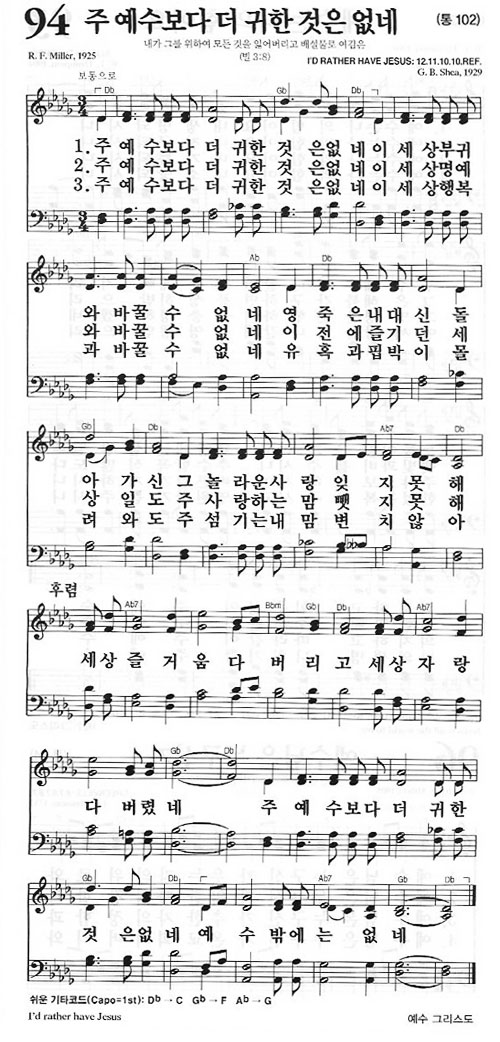 94 주 예수보다 더 귀한 것은 없네 (통 102)
내가 그를 위하여 모든 것을 잃어버리고 배설물로 여김은
(빌 3:8)
R. F. Miller, 1925
I'D RATHER HAVE JESUS: 12.11.10.10.REF.
G. B. Shea, 1929
보통으로
Db Gb Db
1. 주 예 수보다 더 귀한 것 은없 네이 세 상부귀
2. 주 예 수보다 더 귀한 것 은없 네이 세 상명예
3. 주 예 수보다 더 귀한 것 은없 네이 세 상행복
Ab Db
와 바꿀 수 없 네 영 죽 은내 대 신 돌
와 바꿀 수 없 네 이 전 에즐 기 던 세
과 바꿀 수 없 네 유 혹 과핍 박 이 몰
Gb Db Ab7 Db
아 가 신 그 놀 라운사 랑 잊 지 못 해
상 일 도 주 사 랑하는 맘 뺏 지 못 해
려 와 도 주 섬 기는내 맘 변 치 않 아
후렴
Ab7 Db Bbm Gb Db Ab7
세상 즐 거 움 다 버 리 고 세상 자 랑
Gb Db
다 버렸 네 주 예 수보다 더 귀한
Gb Db Ab7 Gb Db
것 은없 네 예 수 밖 에 는 없 네
쉬운 기타코드(Capo=1st): Db → C Gb → F Ab → G
I'd rather have Jesus 예수 그리스도